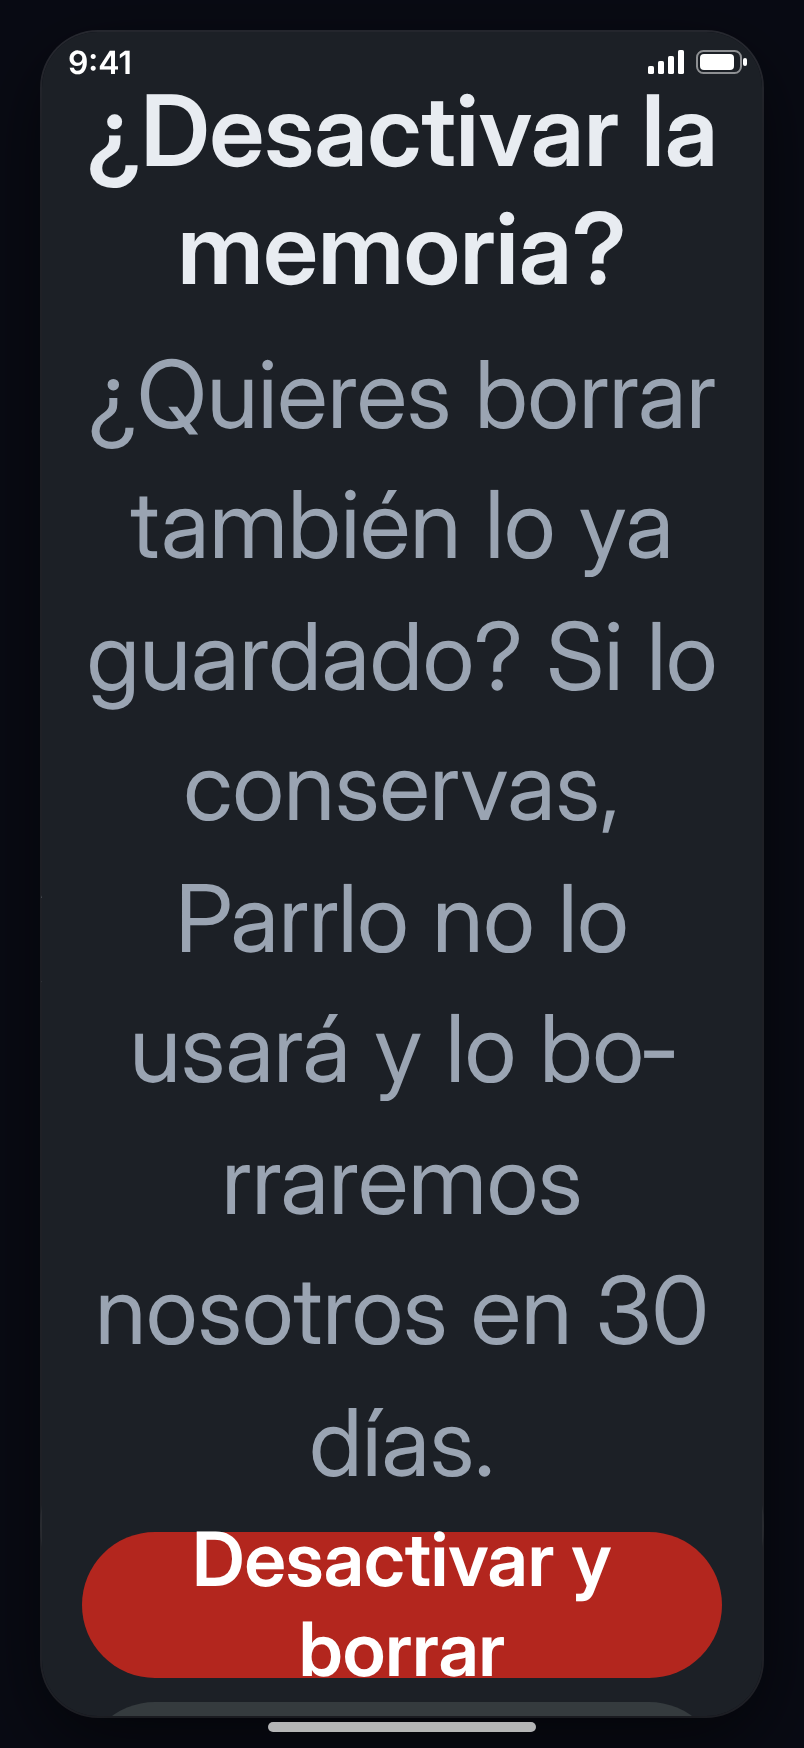 9:41
¿Desactivar la
memoria?
¿Quieres borrar
también lo ya
guardado? Si lo
conservas,
Parrlo no lo
usará y lo bo-
rraremos
nosotros en 30
días.
Desactivar y
borrar